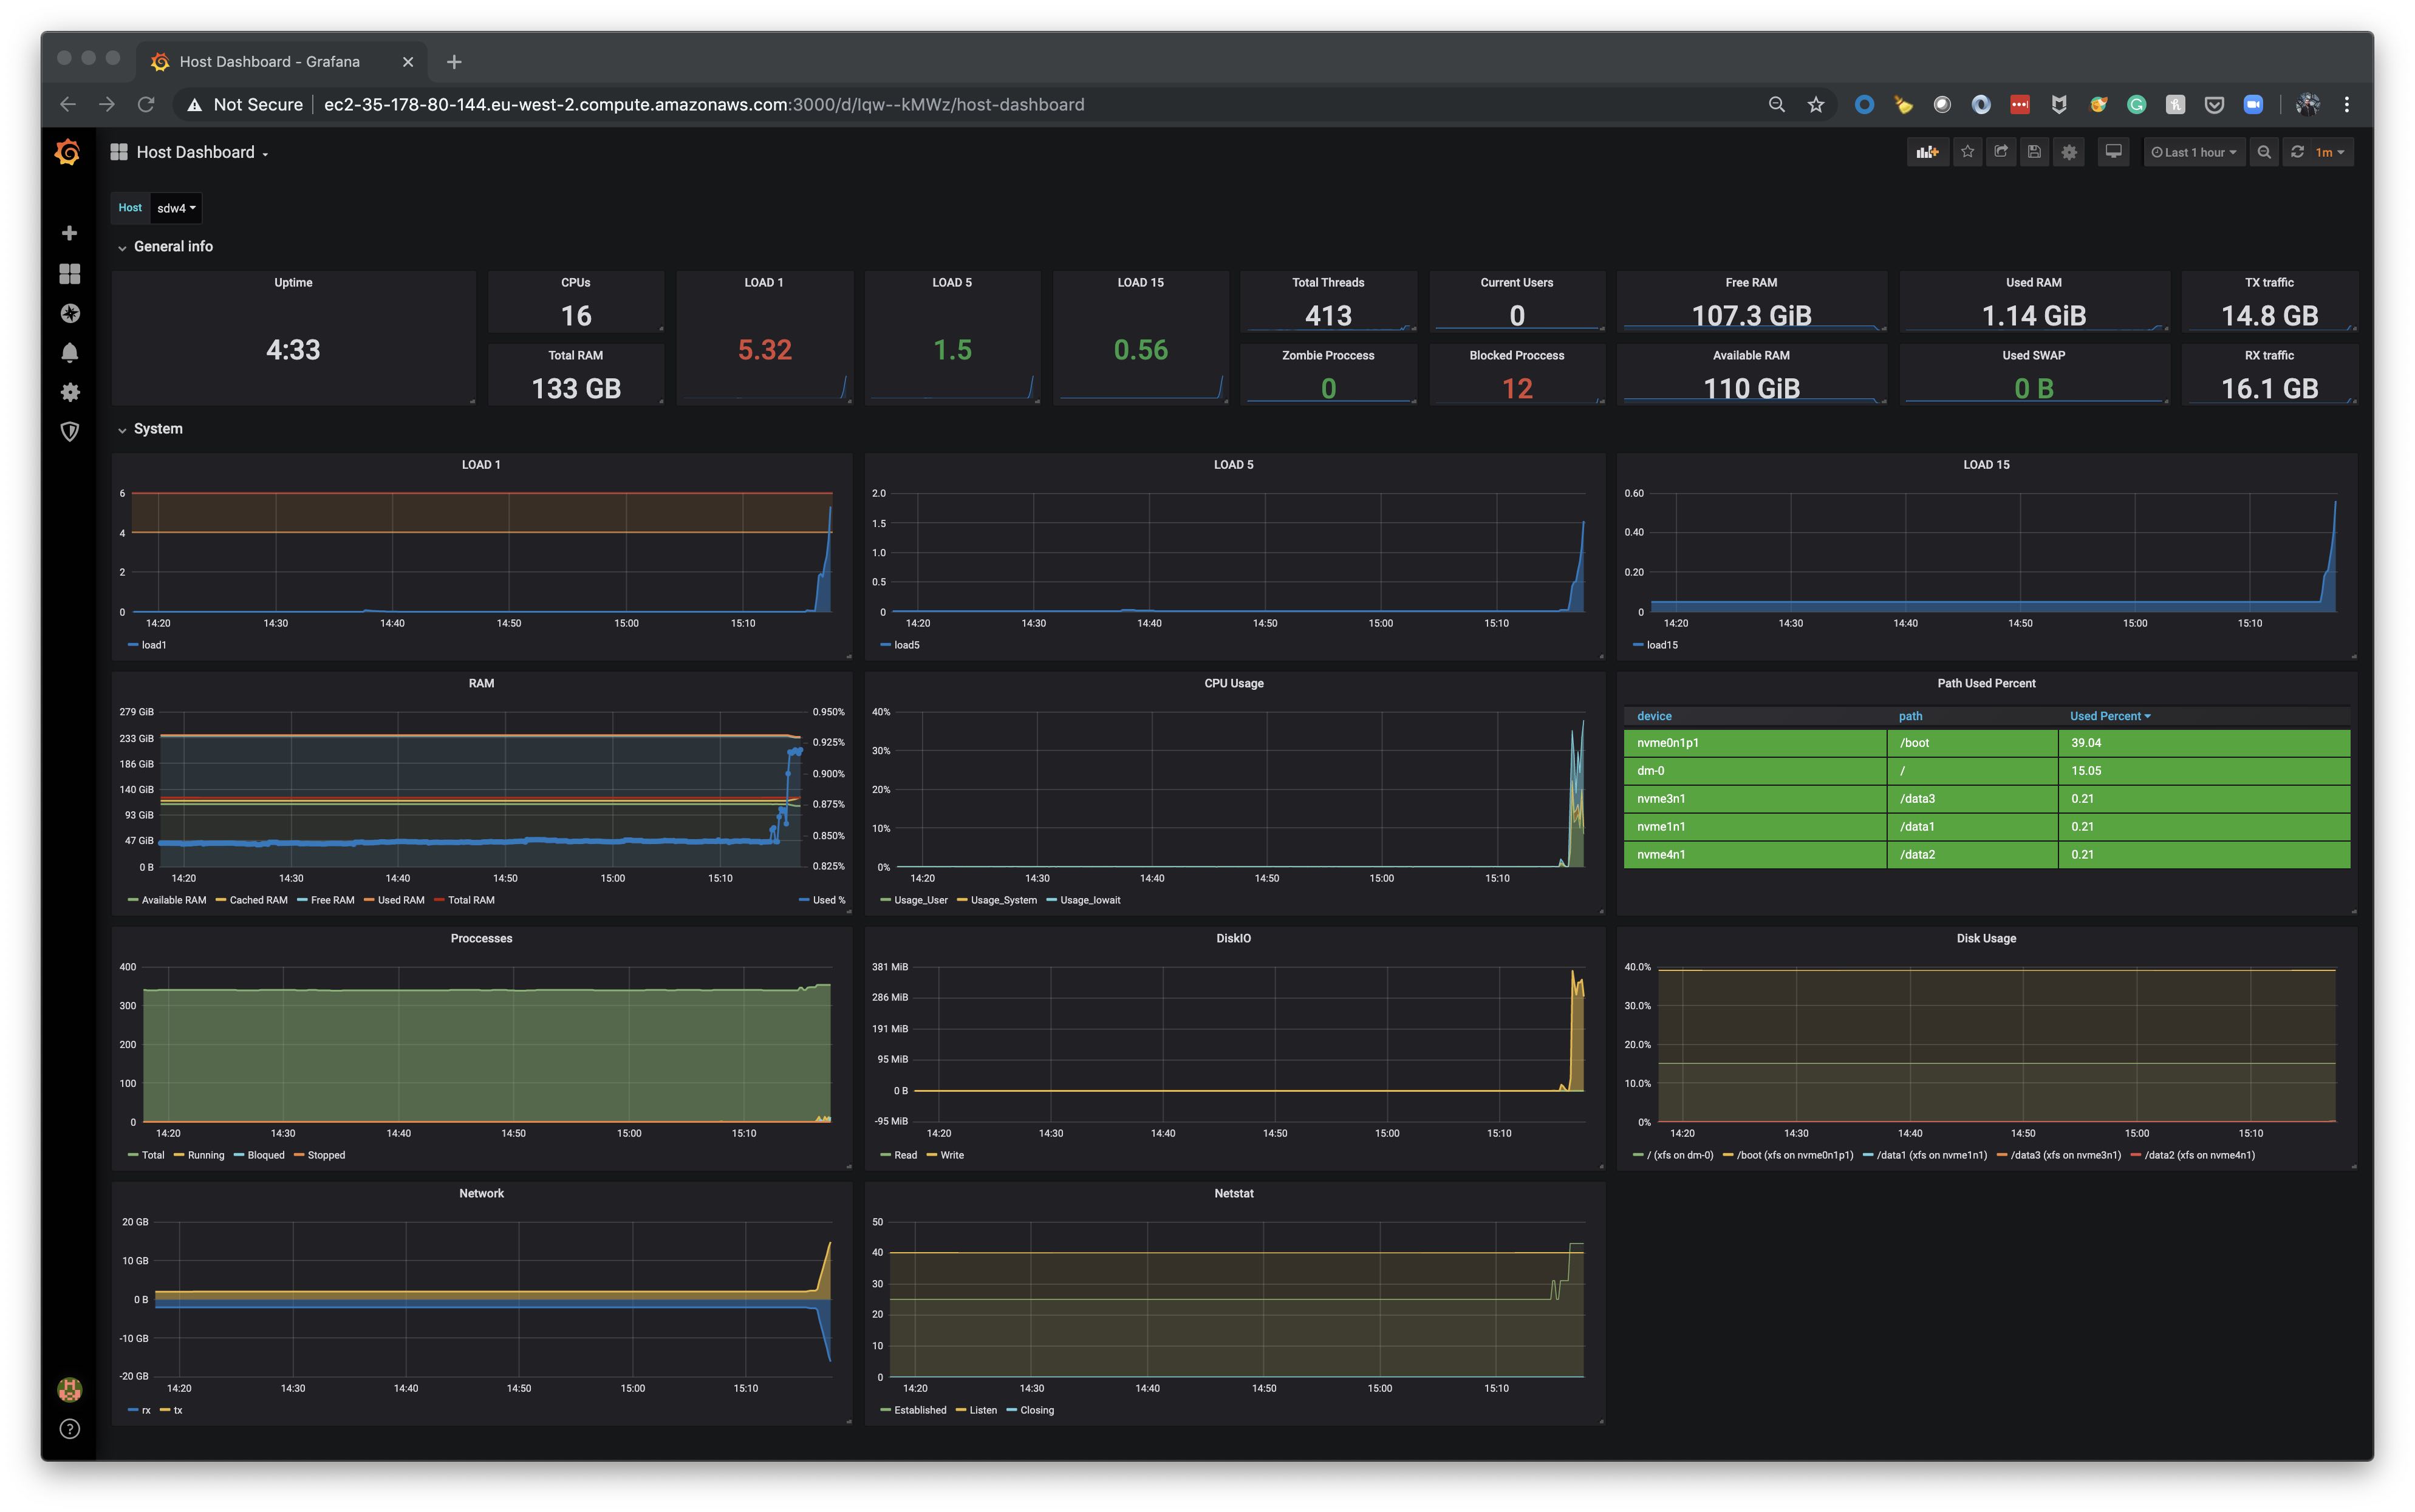 Host Dashboard - Grafana
Not Secure ec2-35-178-80-144.eu-west-2.compute.amazonaws.com:3000/d/Iqw--kMWz/host-dashboard
Host Dashboard
Last 1 hour
1m
Host sdw4
General info
Uptime
4:33
CPUs
16
Total RAM
133 GB
LOAD 1
5.32
LOAD 5
1.5
LOAD 15
0.56
Total Threads
413
Zombie Proccess
0
Current Users
0
Blocked Proccess
12
Free RAM
107.3 GiB
Available RAM
110 GiB
Used RAM
1.14 GiB
Used SWAP
0 B
TX traffic
14.8 GB
RX traffic
16.1 GB
System
LOAD 1
6
4
2
0
14:20 14:30 14:40 14:50 15:00 15:10
load1
LOAD 5
2.0
1.5
1.0
0.5
0
14:20 14:30 14:40 14:50 15:00 15:10
load5
LOAD 15
0.60
0.40
0.20
0
14:20 14:30 14:40 14:50 15:00 15:10
load15
RAM
279 GiB 0.950%
233 GiB 0.925%
186 GiB 0.900%
140 GiB 0.875%
93 GiB 0.850%
47 GiB 0.825%
0 B
14:20 14:30 14:40 14:50 15:00 15:10
Available RAM Cached RAM Free RAM Used RAM Total RAM Used %
CPU Usage
40%
30%
20%
10%
0%
14:20 14:30 14:40 14:50 15:00 15:10
Usage_User Usage_System Usage_Iowait
Path Used Percent
device path Used Percent
nvme0n1p1 /boot 39.04
dm-0 / 15.05
nvme3n1 /data3 0.21
nvme1n1 /data1 0.21
nvme4n1 /data2 0.21
Proccesses
400
300
200
100
0
14:20 14:30 14:40 14:50 15:00 15:10
Total Running Bloqued Stopped
DiskIO
381 MiB
286 MiB
191 MiB
95 MiB
0 B
-95 MiB
14:20 14:30 14:40 14:50 15:00 15:10
Read Write
Disk Usage
40.0%
30.0%
20.0%
10.0%
0%
14:20 14:30 14:40 14:50 15:00 15:10
/ (xfs on dm-0) /boot (xfs on nvme0n1p1) /data1 (xfs on nvme1n1) /data3 (xfs on nvme3n1) /data2 (xfs on nvme4n1)
Network
20 GB
10 GB
0 B
-10 GB
-20 GB
14:20 14:30 14:40 14:50 15:00 15:10
rx tx
Netstat
50
40
30
20
10
0
14:20 14:30 14:40 14:50 15:00 15:10
Established Listen Closing